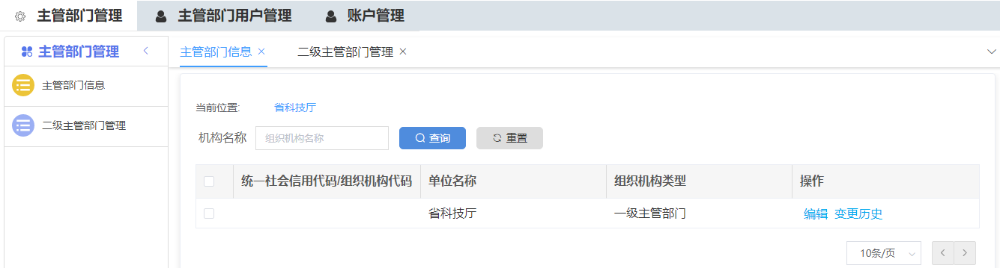 主管部门管理 主管部门用户管理 账户管理
主管部门管理
主管部门信息 二级主管部门管理
主管部门信息
二级主管部门管理
当前位置: 省科技厅
机构名称 组织机构名称 查询 重置
统一社会信用代码/组织机构代码 单位名称 组织机构类型 操作
省科技厅 一级主管部门 编辑 变更历史
10条/页